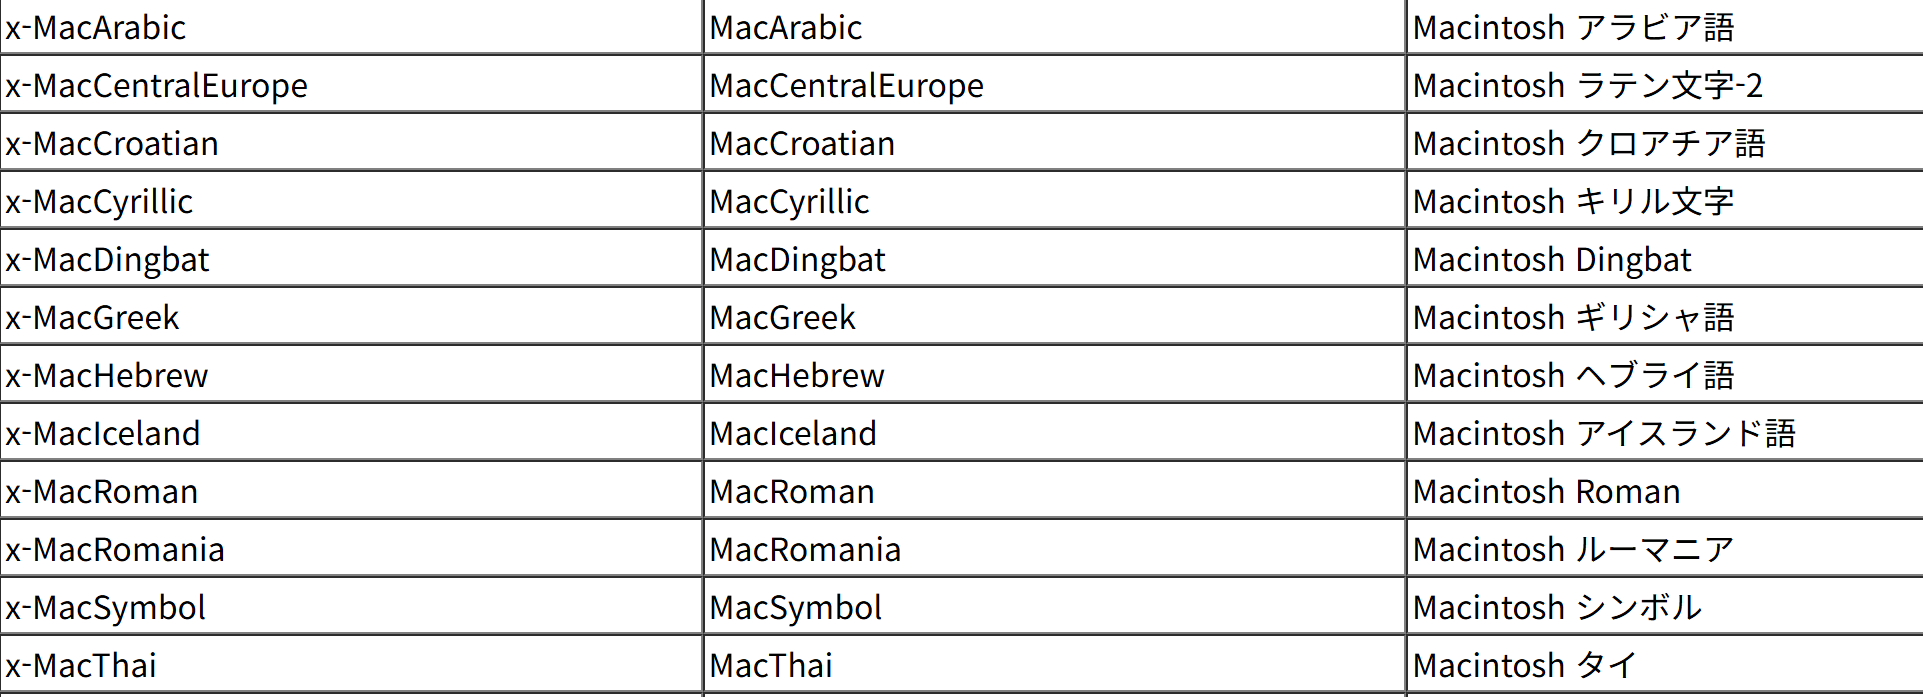 x-MacArabic MacArabic Macintosh アラビア語
x-MacCentralEurope MacCentralEurope Macintosh ラテン文字-2
x-MacCroatian MacCroatian Macintosh クロアチア語
x-MacCyrillic MacCyrillic Macintosh キリル文字
x-MacDingbat MacDingbat Macintosh Dingbat
x-MacGreek MacGreek Macintosh ギリシャ語
x-MacHebrew MacHebrew Macintosh ヘブライ語
x-MacIceland MacIceland Macintosh アイスランド語
x-MacRoman MacRoman Macintosh Roman
x-MacRomania MacRomania Macintosh ルーマニア
x-MacSymbol MacSymbol Macintosh シンボル
x-MacThai MacThai Macintosh タイ